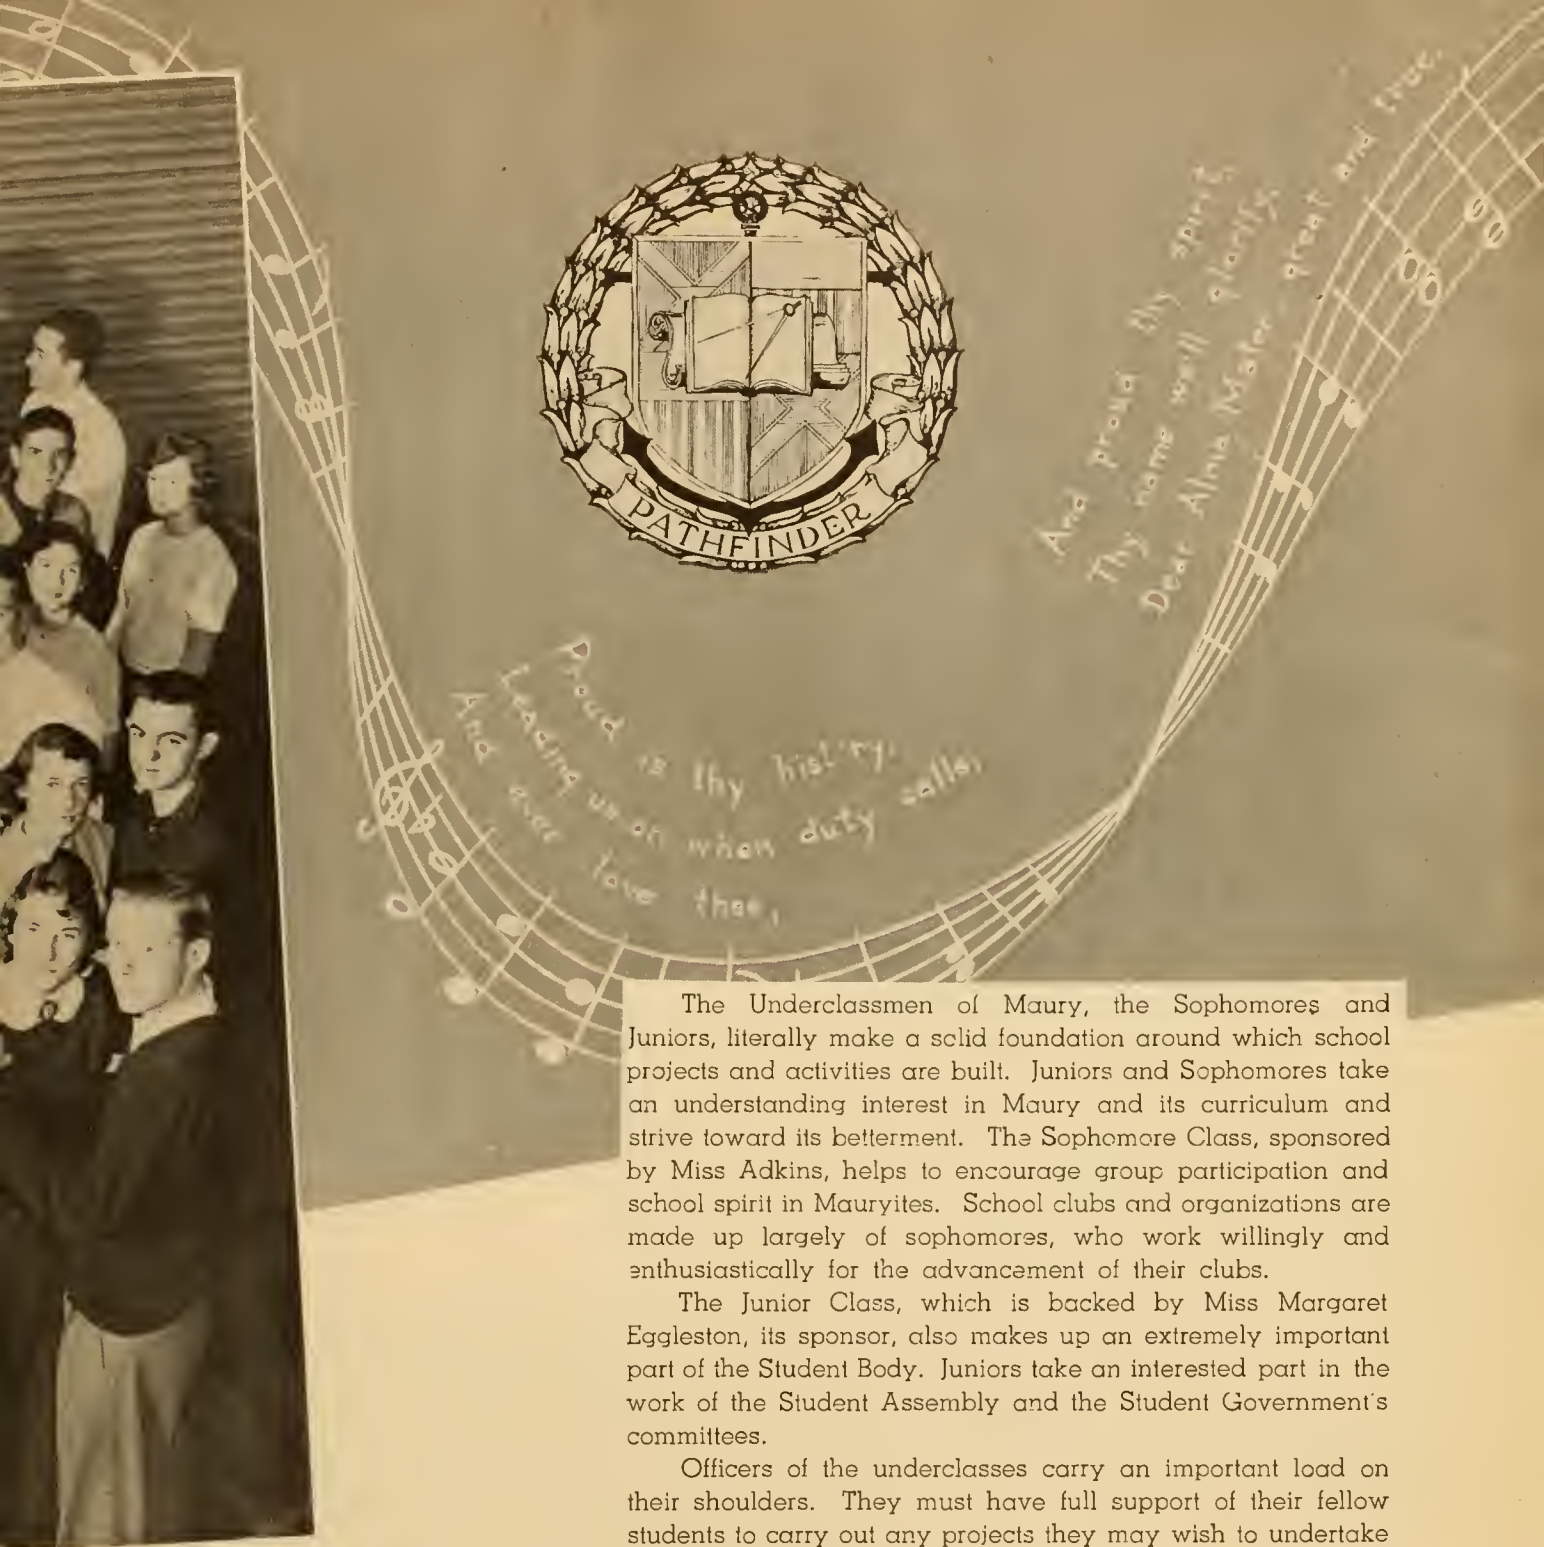 PATHFINDER
Proud is thy history,
Leading us on when duty calls,
And ever love thee,
And proud thy spirit,
Thy name we'll glorify,
Dear Alma Mater, great and true.
The Underclassmen of Maury, the Sophomores and
Juniors, literally make a solid foundation around which school
projects and activities are built. Juniors and Sophomores take
an understanding interest in Maury and its curriculum and
strive toward its betterment. The Sophomore Class, sponsored
by Miss Adkins, helps to encourage group participation and
school spirit in Mauryites. School clubs and organizations are
made up largely of sophomores, who work willingly and
enthusiastically for the advancement of their clubs.
The Junior Class, which is backed by Miss Margaret
Eggleston, its sponsor, also makes up an extremely important
part of the Student Body. Juniors take an interested part in the
work of the Student Assembly and the Student Government's
committees.
Officers of the underclasses carry an important load on
their shoulders. They must have full support of their fellow
students to carry out any projects they may wish to undertake